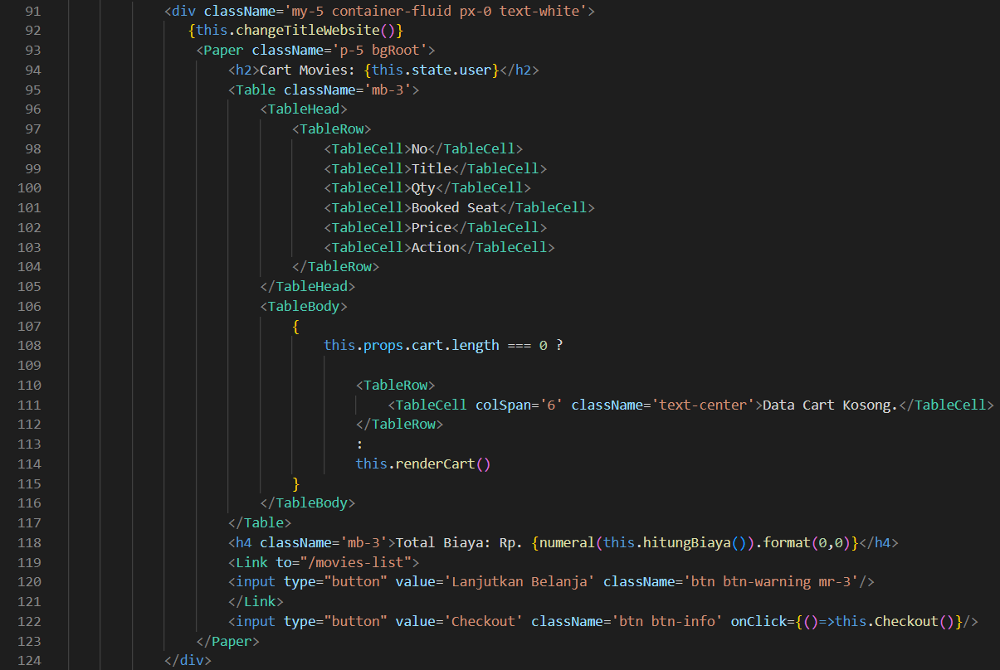 91 <div className='my-5 container-fluid px-0 text-white'>
92 {this.changeTitleWebsite()}
93 <Paper className='p-5 bgRoot'>
94 <h2>Cart Movies: {this.state.user}</h2>
95 <Table className='mb-3'>
96 <TableHead>
97 <TableRow>
98 <TableCell>No</TableCell>
99 <TableCell>Title</TableCell>
100 <TableCell>Qty</TableCell>
101 <TableCell>Booked Seat</TableCell>
102 <TableCell>Price</TableCell>
103 <TableCell>Action</TableCell>
104 </TableRow>
105 </TableHead>
106 <TableBody>
107 {
108 this.props.cart.length === 0 ?
109
110 <TableRow>
111 <TableCell colSpan='6' className='text-center'>Data Cart Kosong.</TableCell>
112 </TableRow>
113 :
114 this.renderCart()
115 }
116 </TableBody>
117 </Table>
118 <h4 className='mb-3'>Total Biaya: Rp. {numeral(this.hitungBiaya()).format(0,0)}</h4>
119 <Link to="/movies-list">
120 <input type="button" value='Lanjutkan Belanja' className='btn btn-warning mr-3'/>
121 </Link>
122 <input type="button" value='Checkout' className='btn btn-info' onClick={()=>this.Checkout()}/>
123 </Paper>
124 </div>